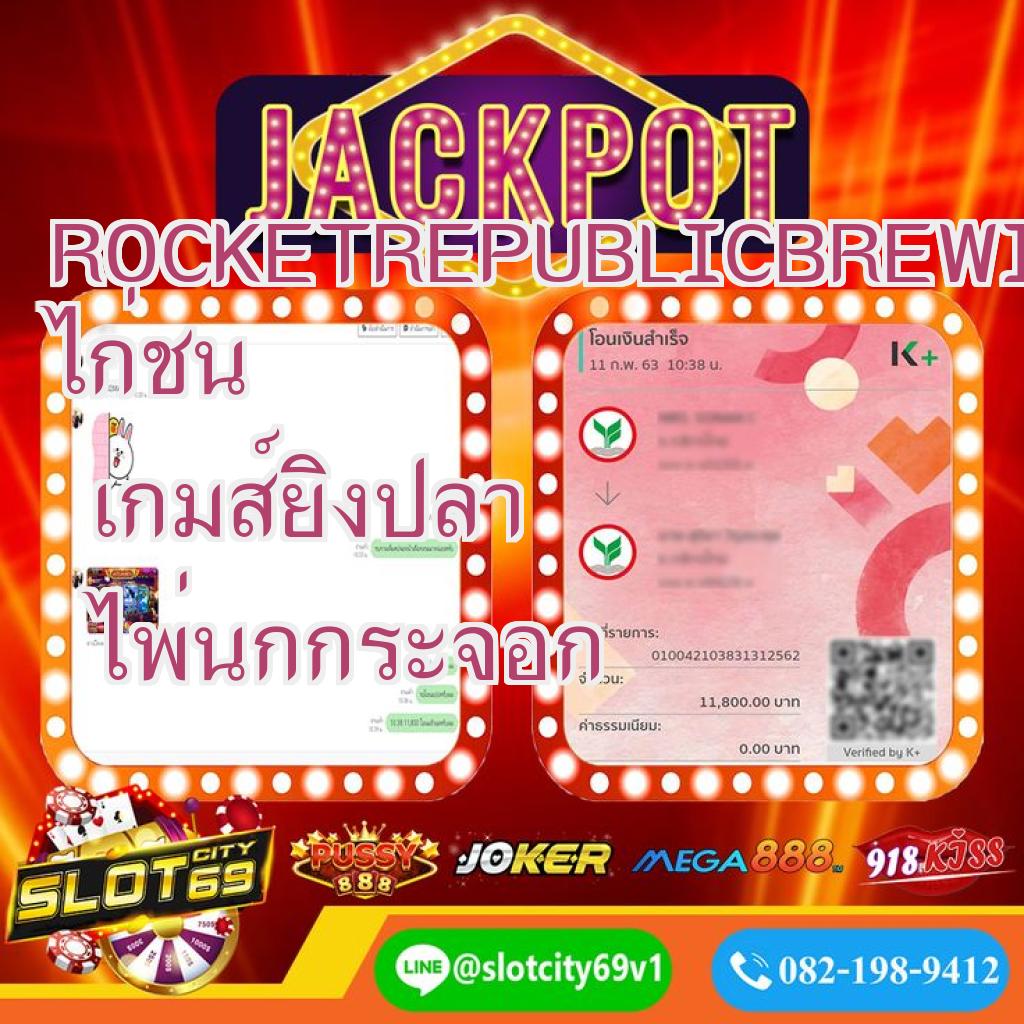 JACKPOT
ROCKETREPUBLICBREWI
ไก่ชน
เกมส์ยิงปลา
ไพ่นกกระจอก
โอนเงินสำเร็จ
11 ก.พ. 63 10:38 น.
K+
ที่รายการ:
010042103831312562
จำนวน:
11,800.00 บาท
ค่าธรรมเนียม:
0.00 บาท
Verified by K+
SLOT CITY 69
PUSSY 888
JOKER
MEGA888
918KISS
LINE @slotcity69v1
082-198-9412